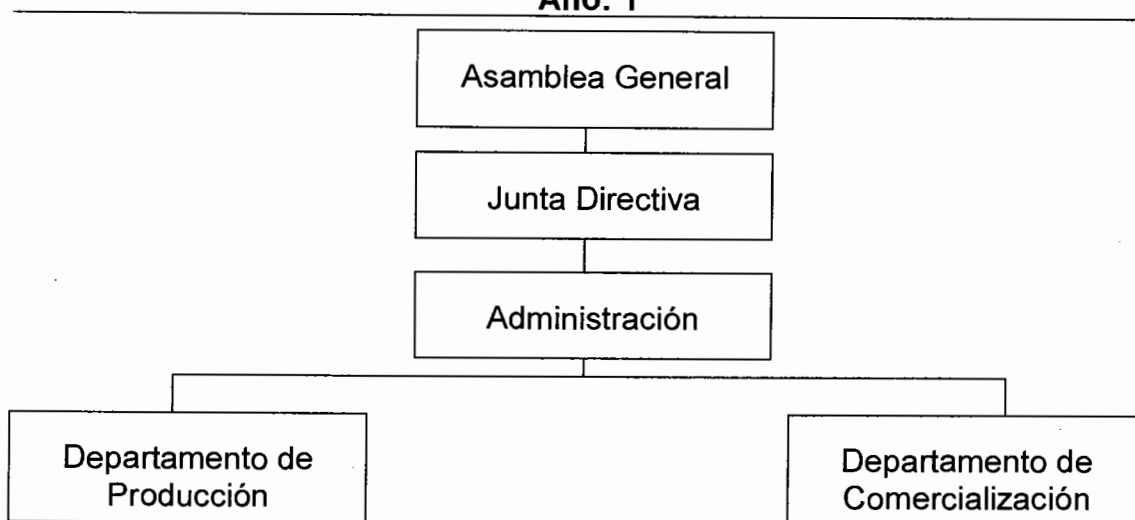 Año: 1
Asamblea General
Junta Directiva
Administración
Departamento de
Producción
Departamento de
Comercialización